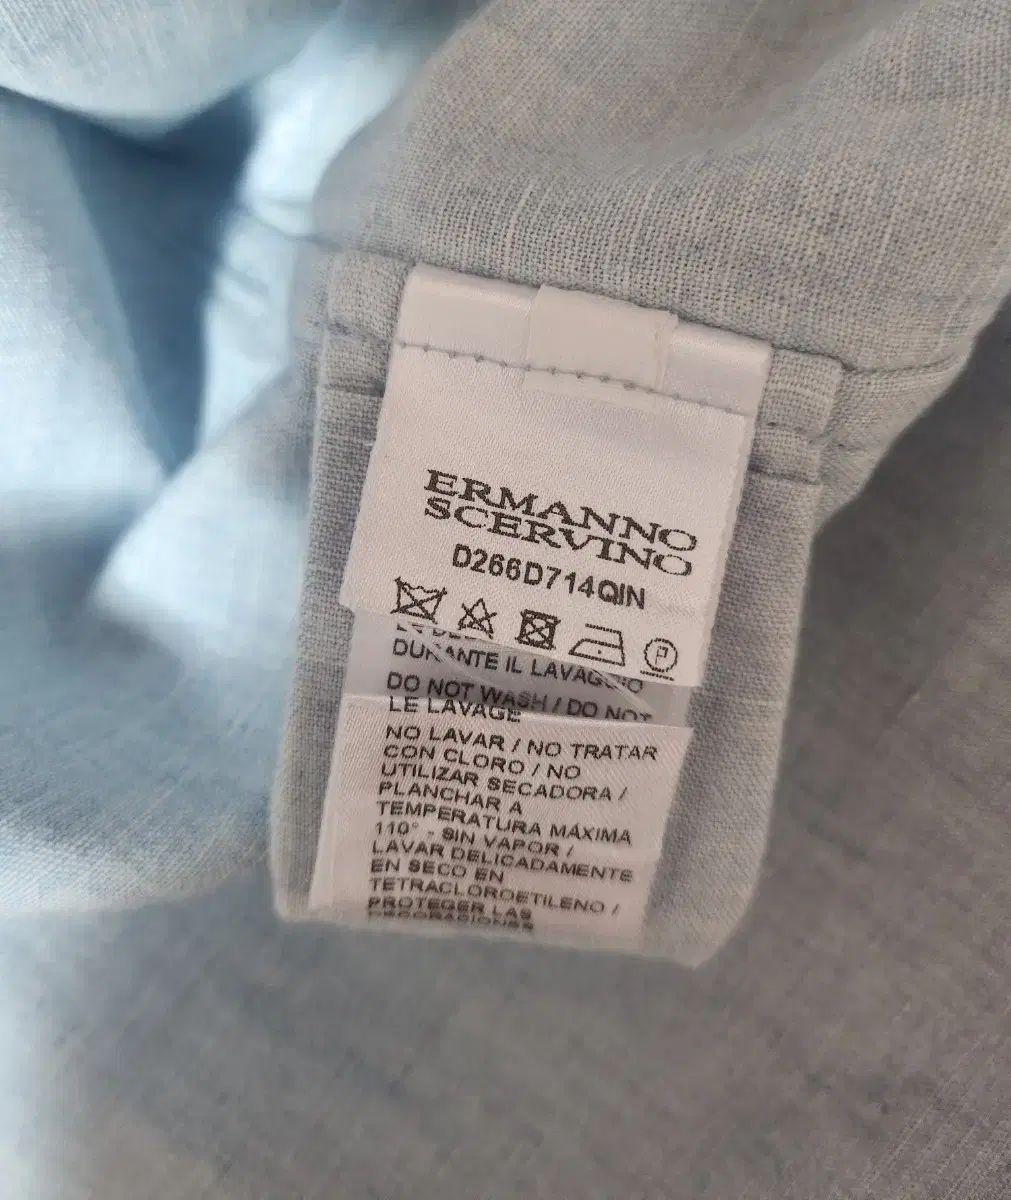 ERMANNO
SCERVINO
D266D714QIN
P
DURANTE IL LAVAGGIO
DO NOT WASH / DO NOT
LE LAVAGE
NO LAVAR / NO TRATAR
CON CLORO / NO
UTILIZAR SECADORA /
PLANCHAR A
TEMPERATURA MÁXIMA
110° - SIN VAPOR /
LAVAR DELICADAMENTE
EN SECO EN
TETRACLOROETILENO /
PROTEGER LAS
DECORACIONES